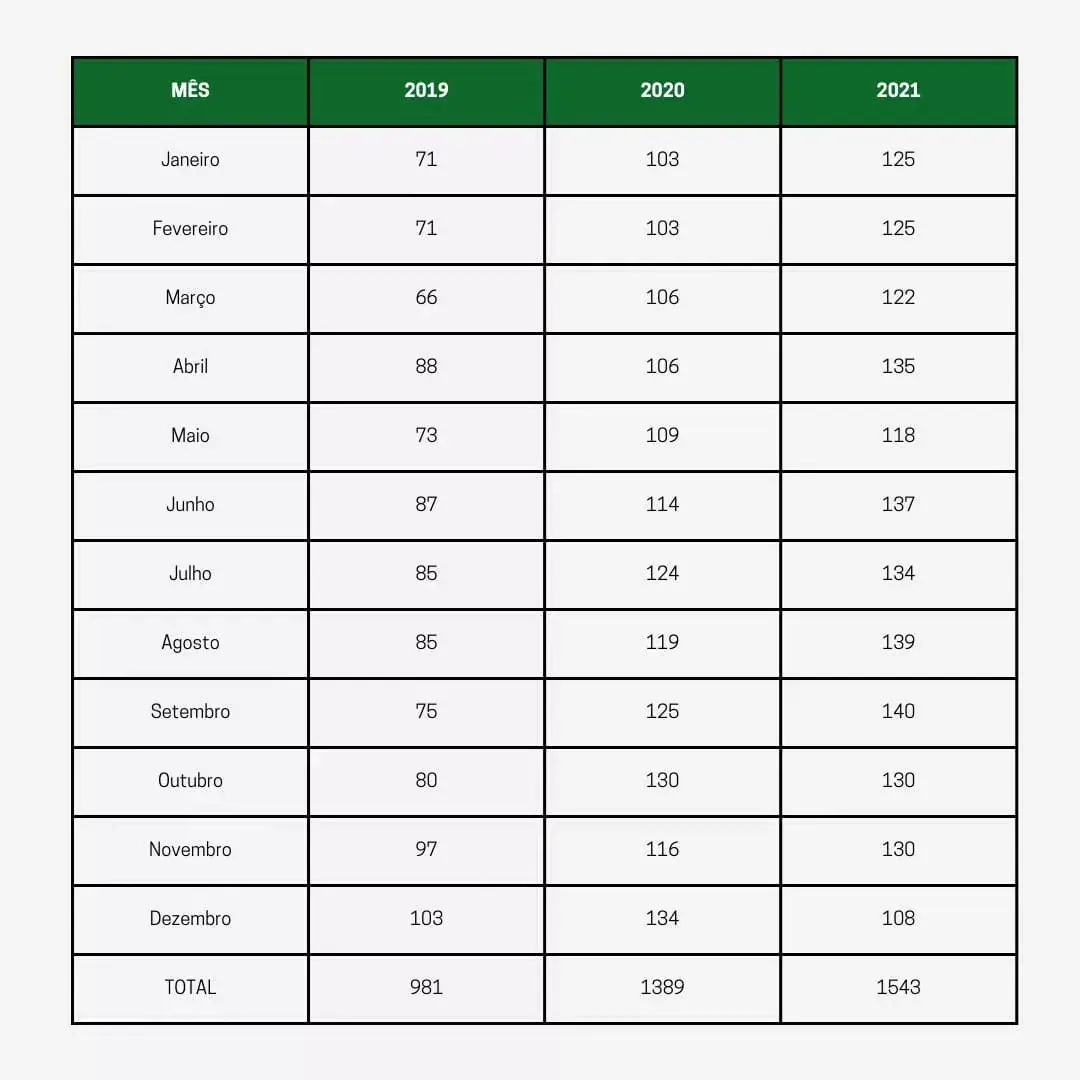 MÊS 2019 2020 2021
Janeiro 71 103 125
Fevereiro 71 103 125
Março 66 106 122
Abril 88 106 135
Maio 73 109 118
Junho 87 114 137
Julho 85 124 134
Agosto 85 119 139
Setembro 75 125 140
Outubro 80 130 130
Novembro 97 116 130
Dezembro 103 134 108
TOTAL 981 1389 1543